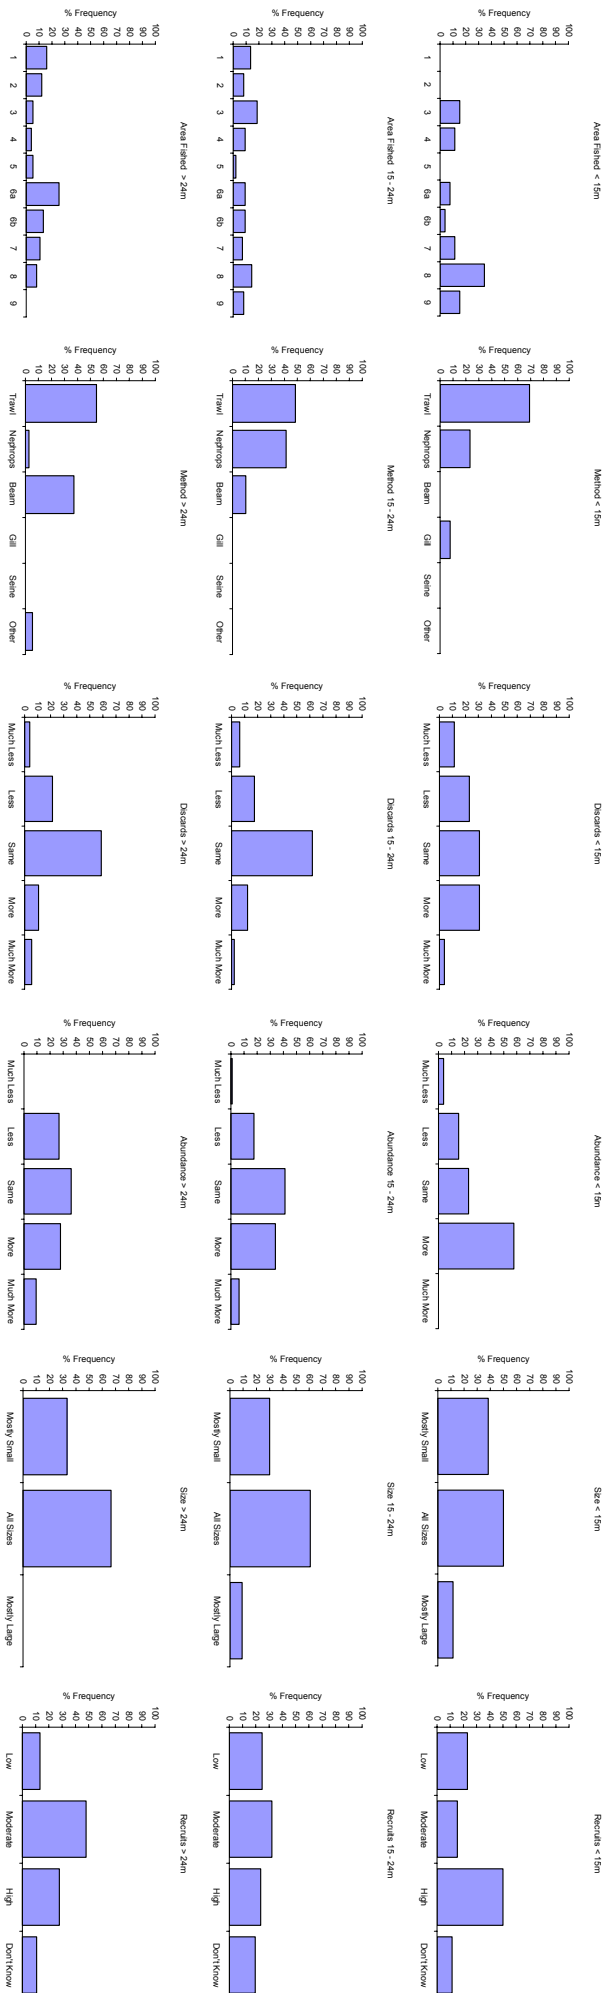 Area Fished < 15m
% Frequency
0 10 20 30 40 50 60 70 80 90 100
1 2 3 4 5 6a 6b 7 8 9
Method < 15m
% Frequency
0 10 20 30 40 50 60 70 80 90 100
Trawl Nephrops Beam Gill Seine Other
Discards < 15m
% Frequency
0 10 20 30 40 50 60 70 80 90 100
Much Less Less Same More Much More
Abundance < 15m
% Frequency
0 10 20 30 40 50 60 70 80 90 100
Much Less Less Same More Much More
Size < 15m
% Frequency
0 10 20 30 40 50 60 70 80 90 100
Mostly Small All Sizes Mostly Large
Recruits < 15m
% Frequency
0 10 20 30 40 50 60 70 80 90 100
Low Moderate High Don't Know
Area Fished 15 - 24m
% Frequency
0 10 20 30 40 50 60 70 80 90 100
1 2 3 4 5 6a 6b 7 8 9
Method 15 - 24m
% Frequency
0 10 20 30 40 50 60 70 80 90 100
Trawl Nephrops Beam Gill Seine Other
Discards 15 - 24m
% Frequency
0 10 20 30 40 50 60 70 80 90 100
Much Less Less Same More Much More
Abundance 15 - 24m
% Frequency
0 10 20 30 40 50 60 70 80 90 100
Much Less Less Same More Much More
Size 15 - 24m
% Frequency
0 10 20 30 40 50 60 70 80 90 100
Mostly Small All Sizes Mostly Large
Recruits 15 - 24m
% Frequency
0 10 20 30 40 50 60 70 80 90 100
Low Moderate High Don't Know
Area Fished > 24m
% Frequency
0 10 20 30 40 50 60 70 80 90 100
1 2 3 4 5 6a 6b 7 8 9
Method > 24m
% Frequency
0 10 20 30 40 50 60 70 80 90 100
Trawl Nephrops Beam Gill Seine Other
Discards > 24m
% Frequency
0 10 20 30 40 50 60 70 80 90 100
Much Less Less Same More Much More
Abundance > 24m
% Frequency
0 10 20 30 40 50 60 70 80 90 100
Much Less Less Same More Much More
Size > 24m
% Frequency
0 10 20 30 40 50 60 70 80 90 100
Mostly Small All Sizes Mostly Large
Recruits > 24m
% Frequency
0 10 20 30 40 50 60 70 80 90 100
Low Moderate High Don't Know